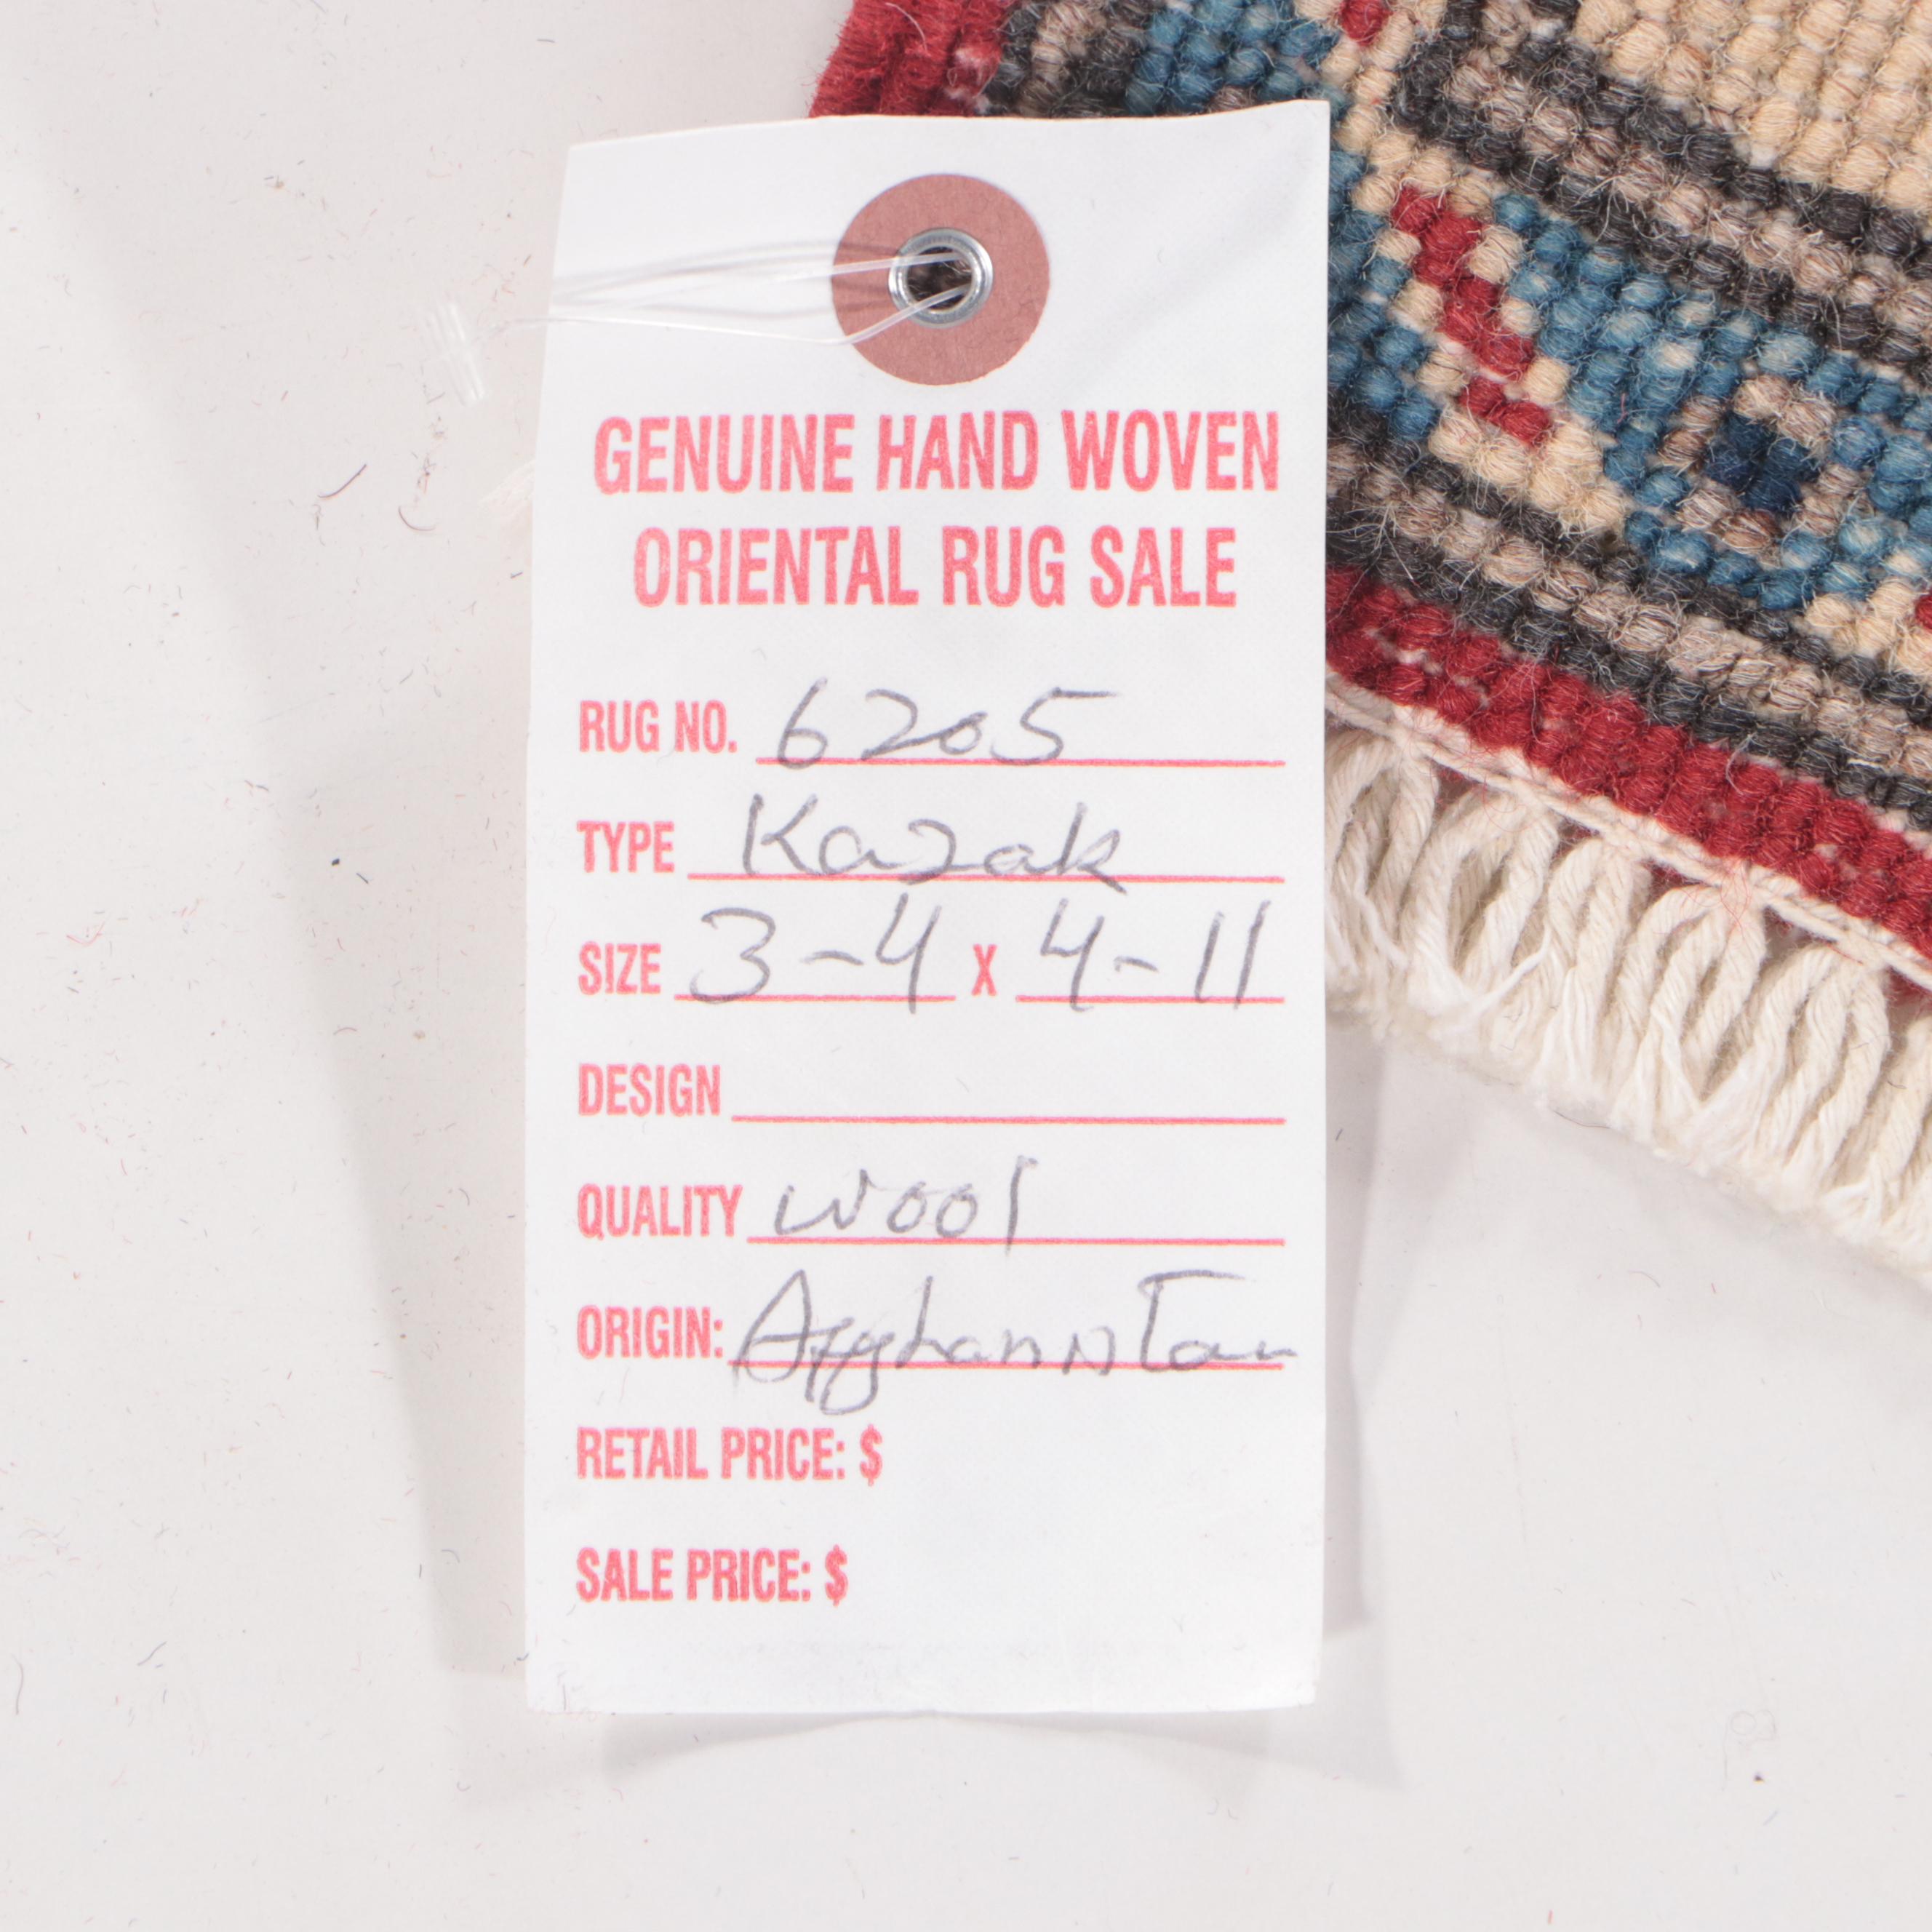 GENUINE HAND WOVEN
ORIENTAL RUG SALE
RUG NO. 6205
TYPE Kazak
SIZE 3-4 X 4-11
DESIGN
QUALITY wool
ORIGIN: Afghanistan
RETAIL PRICE: $
SALE PRICE: $